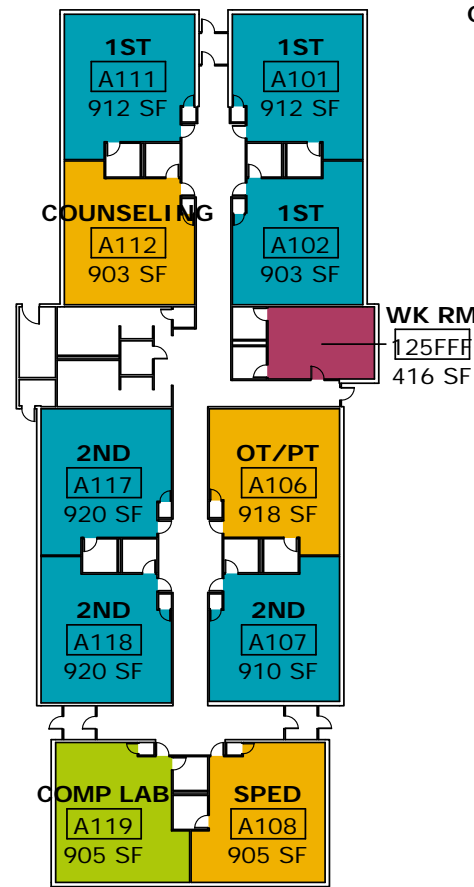 1ST
A111
912 SF
1ST
A101
912 SF
COUNSELING
A112
903 SF
1ST
A102
903 SF
WK RM
125FFF
416 SF
2ND
A117
920 SF
OT/PT
A106
918 SF
2ND
A118
920 SF
2ND
A107
910 SF
COMP LAB
A119
905 SF
SPED
A108
905 SF